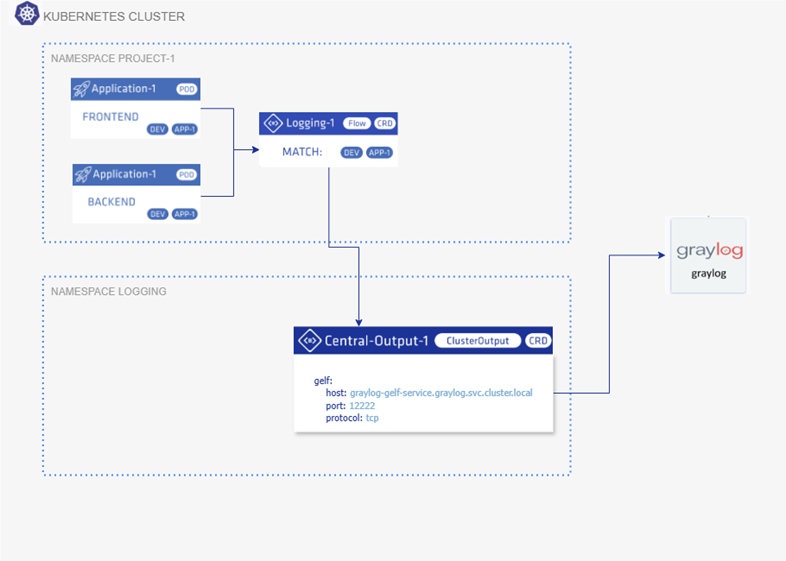 KUBERNETES CLUSTER
NAMESPACE PROJECT-1
Application-1 POD
FRONTEND
DEV APP-1
Logging-1 Flow CRD
MATCH: DEV APP-1
Application-1 POD
BACKEND
DEV APP-1
graylog
graylog
NAMESPACE LOGGING
Central-Output-1 ClusterOutput CRD
gelf:
host: graylog-gelf-service.graylog.svc.cluster.local
port: 12222
protocol: tcp